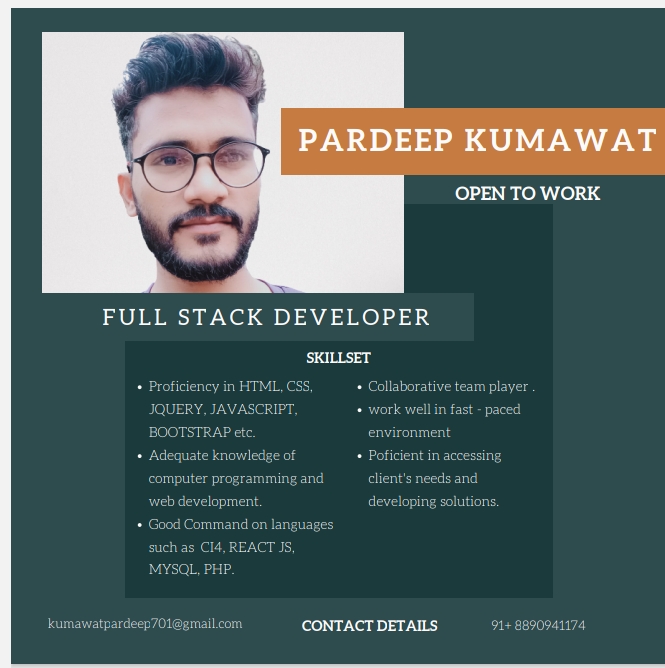 PARDEEP KUMAWAT
OPEN TO WORK
FULL STACK DEVELOPER
SKILLSET
• Proficiency in HTML, CSS,
JQUERY, JAVASCRIPT,
BOOTSTRAP etc.
• Adequate knowledge of
computer programming and
web development.
• Good Command on languages
such as CI4, REACT JS,
MYSQL, PHP.
• Collaborative team player .
• work well in fast - paced
environment
• Poficient in accessing
client's needs and
developing solutions.
kumawatpardeep701@gmail.com
CONTACT DETAILS
91+ 8890941174